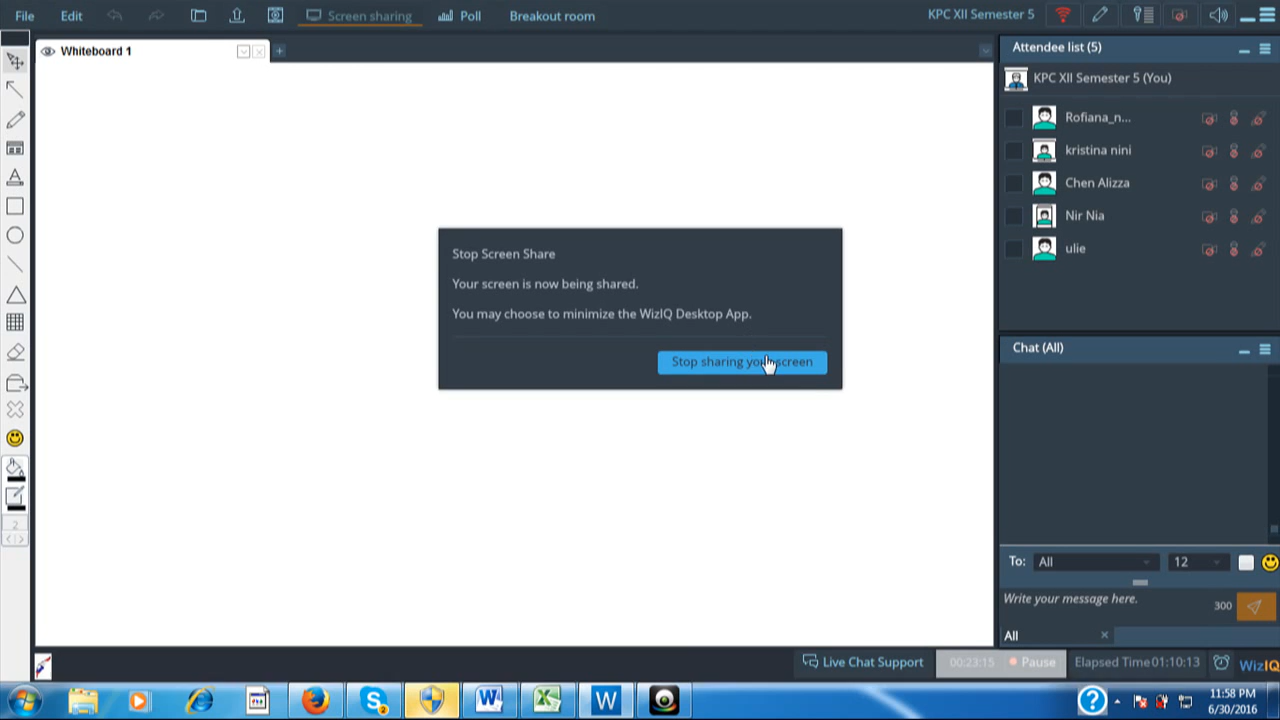 File Edit Screen sharing Poll Breakout room KPC XII Semester 5
Whiteboard 1
Attendee list (5)
KPC XII Semester 5 (You)
Rofiana_n...
kristina nini
Chen Alizza
Nir Nia
ulie
Stop Screen Share
Your screen is now being shared.
You may choose to minimize the WizIQ Desktop App.
Stop sharing your screen
Chat (All)
To: All 12
Write your message here. 300
All
2
Live Chat Support 00:23:15 Pause Elapsed Time 01:10:13 WizIQ
11:58 PM
6/30/2016